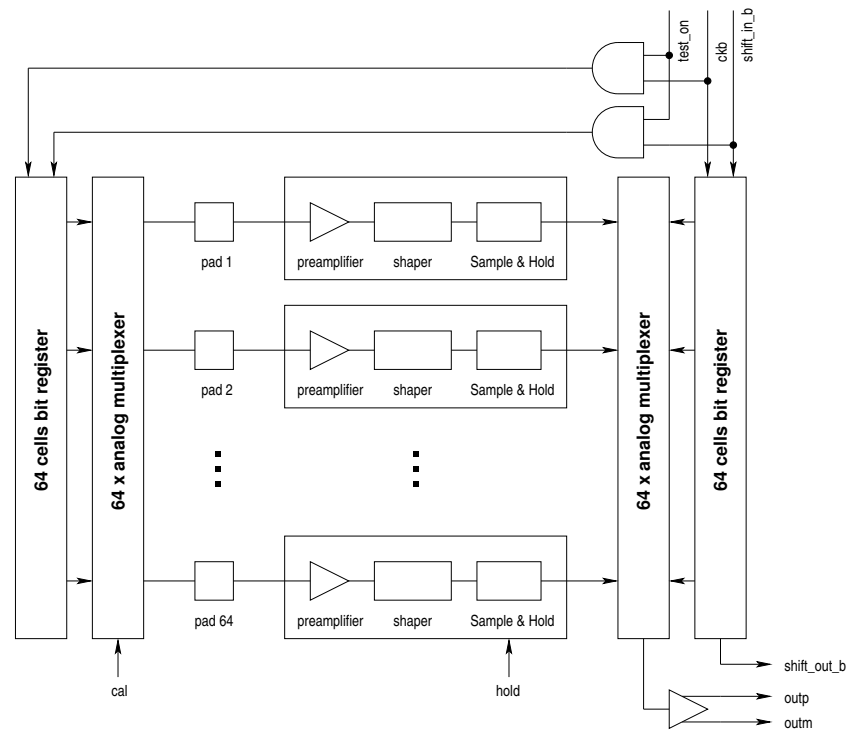 test_on
ckb
shift_in_b
64 cells bit register
64 x analog multiplexer
pad 1
preamplifier
shaper
Sample & Hold
pad 2
preamplifier
shaper
Sample & Hold
pad 64
preamplifier
shaper
Sample & Hold
64 x analog multiplexer
64 cells bit register
cal
hold
shift_out_b
outp
outm